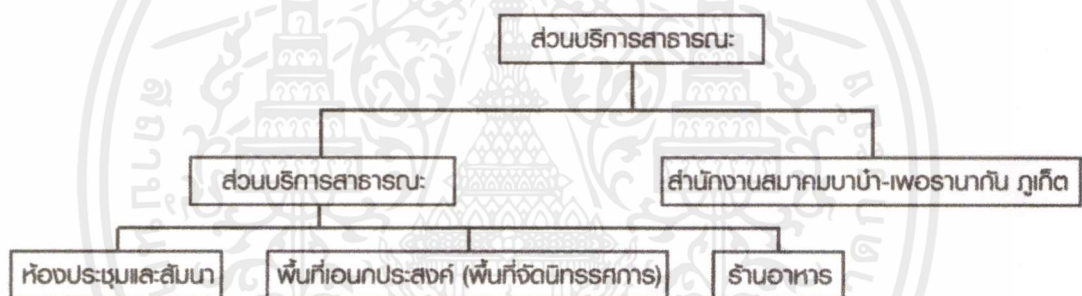 ส่วนบริการสาธารณะ
ส่วนบริการสาธารณะ
สำนักงานสมาคมบาบ๋า-เพอรานากัน ภูเก็ต
ห้องประชุมและสัมนา
พื้นที่เอนกประสงค์ (พื้นที่จัดนิทรรศการ)
ร้านอาหาร